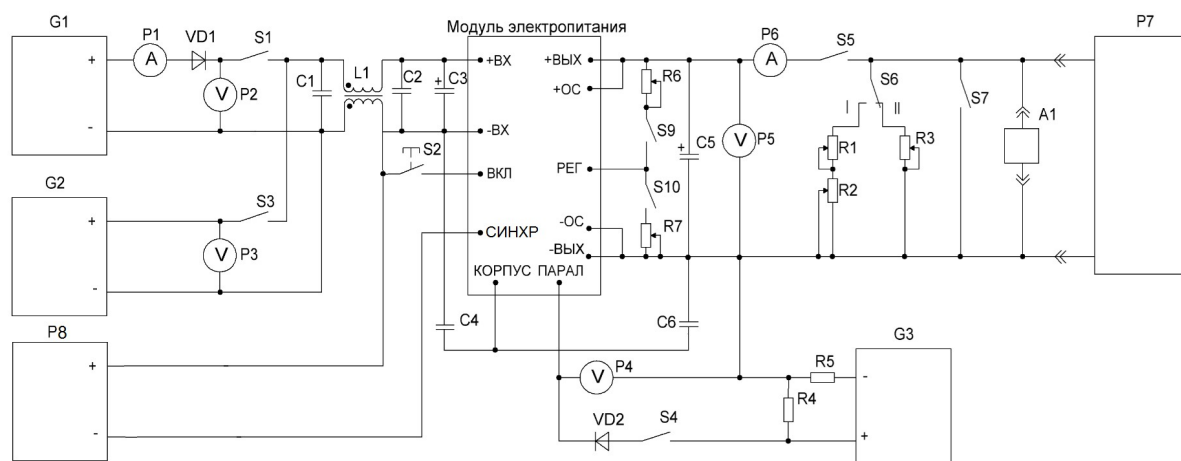 G1
+
-
P1
A
VD1
V
P2
S1
C1
L1
C2
+
C3
S2
Модуль электропитания
+ВХ
-ВХ
ВКЛ
СИНХР
+ВЫХ
+ОС
РЕГ
-ОС
-ВЫХ
КОРПУС
ПАРАЛ
R6
S9
S10
R7
+
C5
V
P5
P6
A
S5
S6
I
II
R1
R2
R3
S7
A1
P7
G2
+
-
S3
V
P3
P8
+
-
C4
C6
V
P4
VD2
S4
R4
R5
G3
-
+